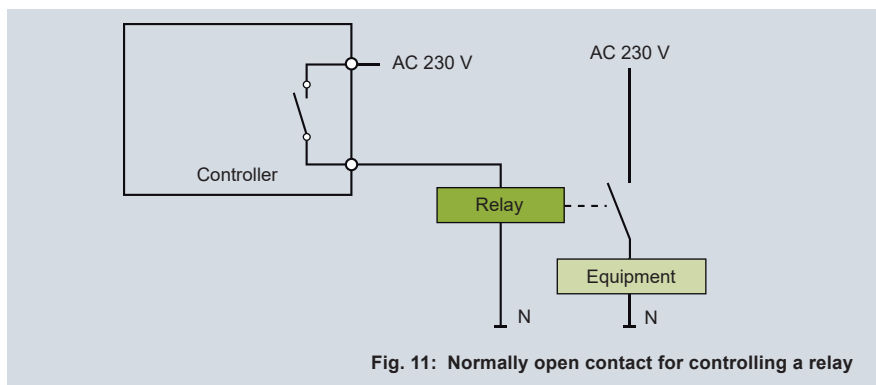 AC 230 V
AC 230 V
Controller
Relay
Equipment
N
N
Fig. 11: Normally open contact for controlling a relay